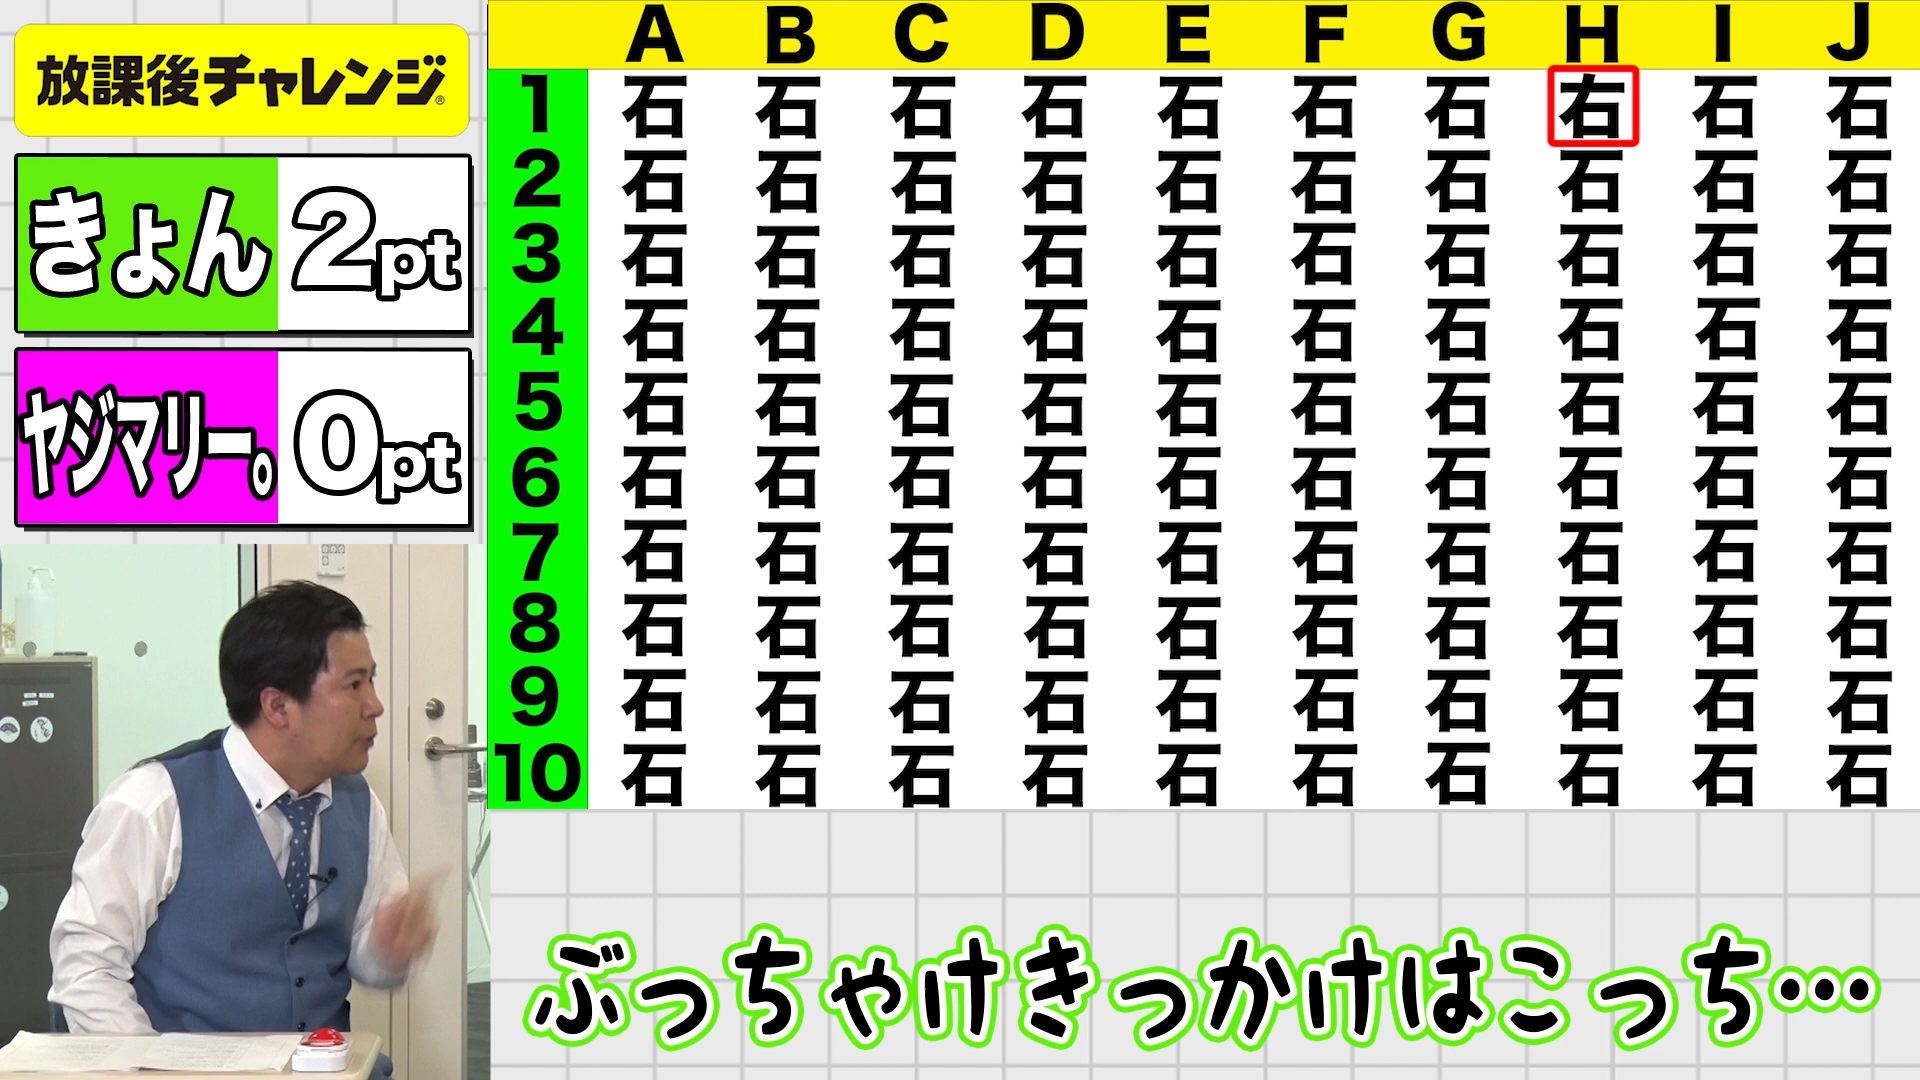 放課後チャレンジ®
きょん 2pt
ヤジマリー。 0pt
A B C D E F G H I J
1 石 石 石 石 石 石 石 右 石 石
2 石 石 石 石 石 石 石 石 石 石
3 石 石 石 石 石 石 石 石 石 石
4 石 石 石 石 石 石 石 石 石 石
5 石 石 石 石 石 石 石 石 石 石
6 石 石 石 石 石 石 石 石 石 石
7 石 石 石 石 石 石 石 石 石 石
8 石 石 石 石 石 石 石 石 石 石
9 石 石 石 石 石 石 石 石 石 石
10 石 石 石 石 石 石 石 石 石 石
ぶっちゃけきっかけはこっち…